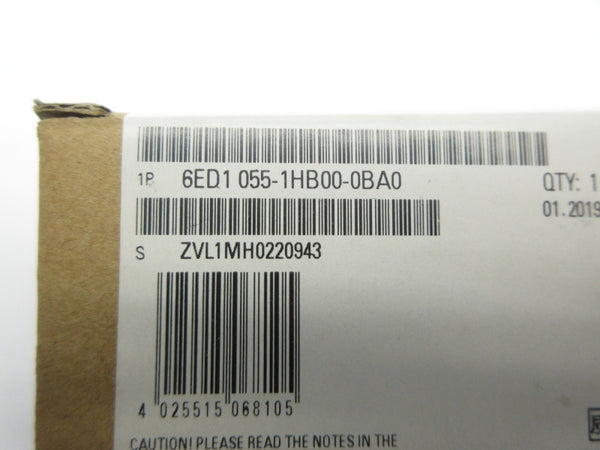 1P 6ED1 055-1HB00-0BA0 QTY: 1
01.2019
S ZVL1MH0220943
4 025515 068105
CAUTION! PLEASE READ THE NOTES IN THE